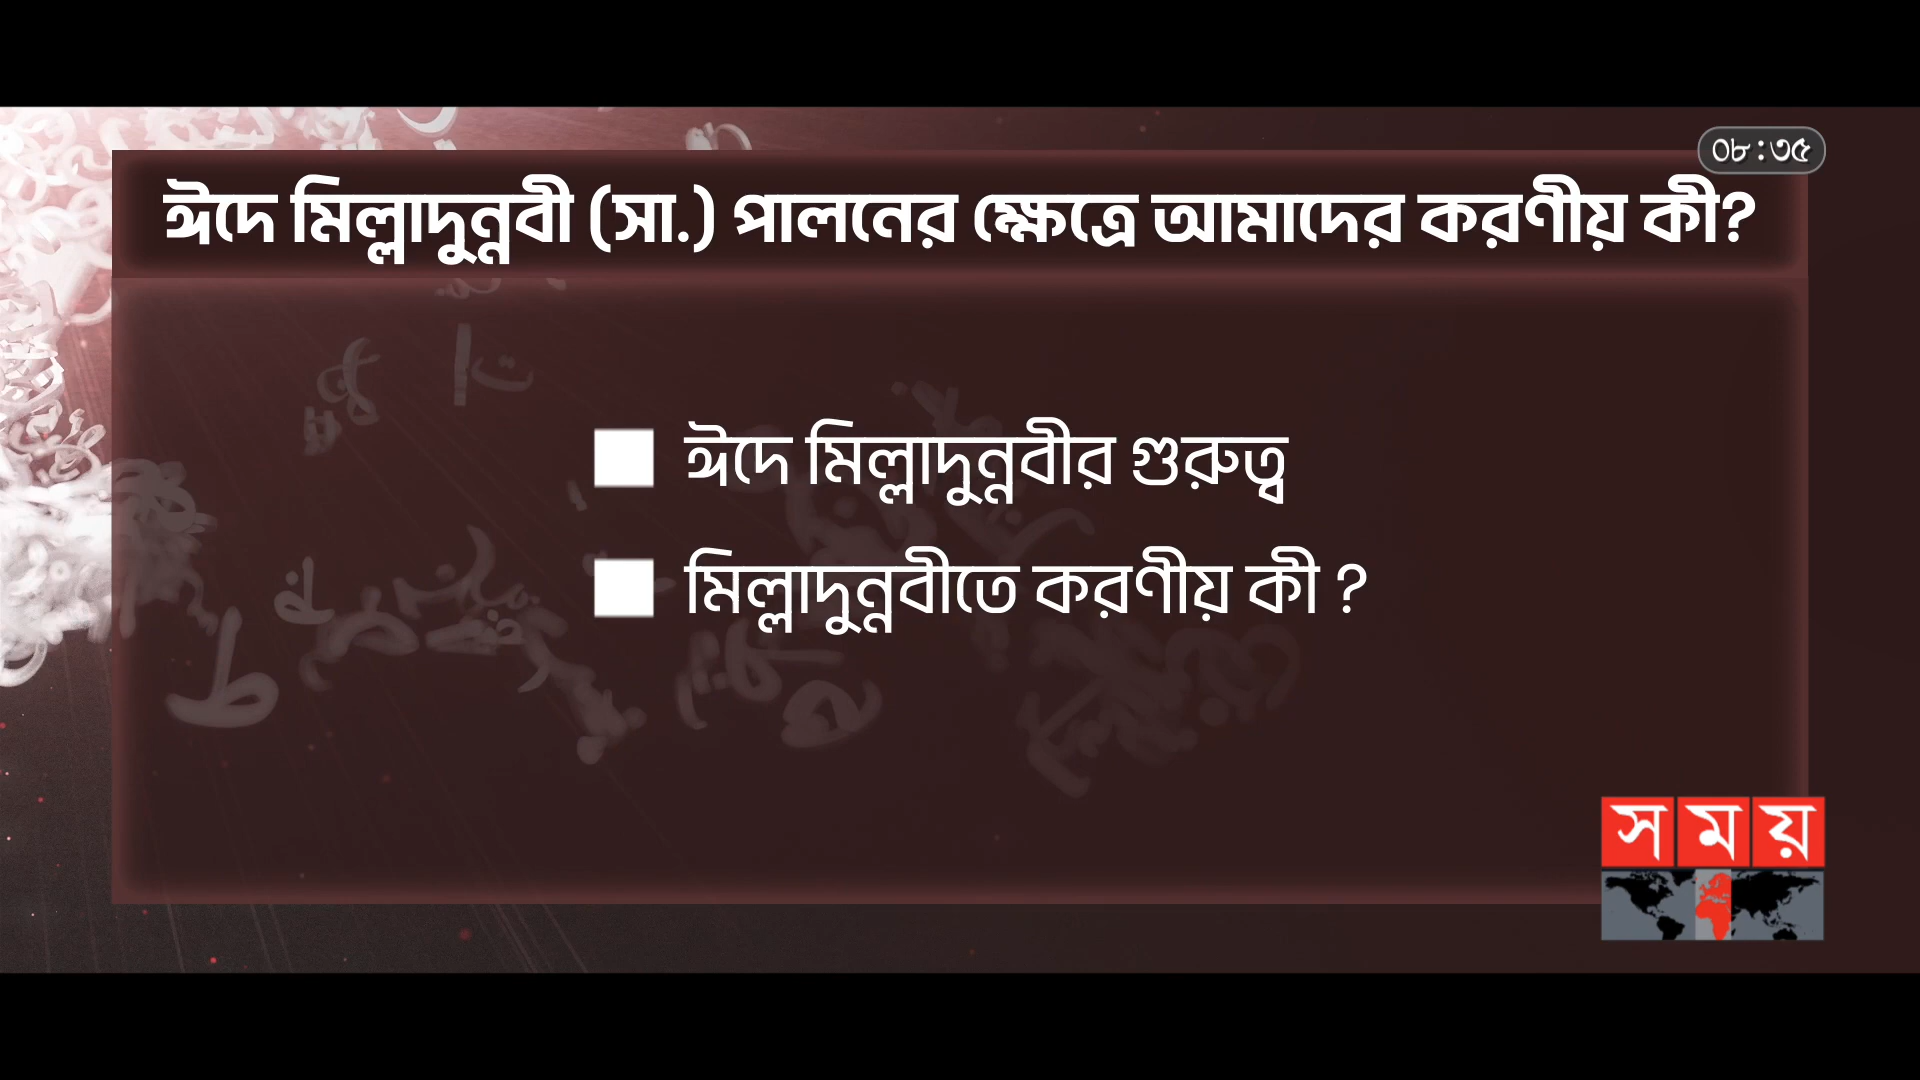 ০৮:৩৫
ঈদে মিল্লাদুন্নবী (সা.) পালনের ক্ষেত্রে আমাদের করণীয় কী?
ঈদে মিল্লাদুন্নবীর গুরুত্ব
মিল্লাদুন্নবীতে করণীয় কী ?
সময়